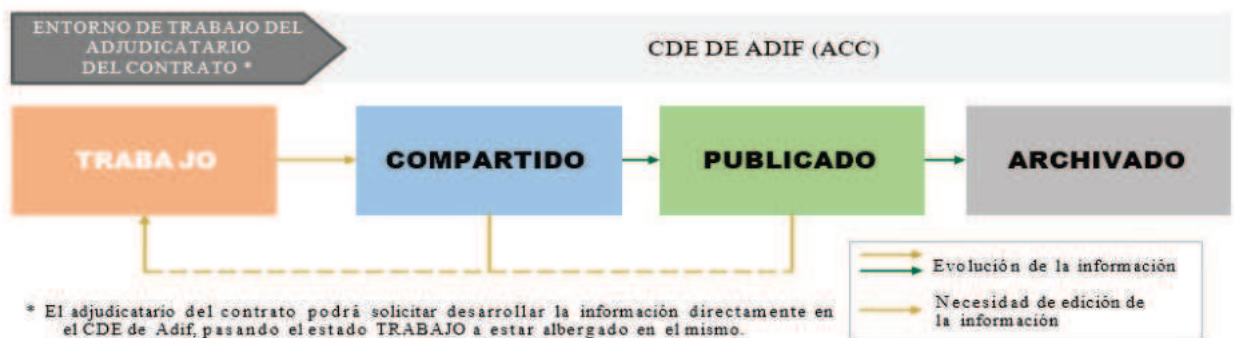 ENTORNO DE TRABAJO DEL
ADJUDICATARIO
DEL CONTRATO *
CDE DE ADIF (ACC)
TRABAJO
COMPARTIDO
PUBLICADO
ARCHIVADO
Evolución de la información
Necesidad de edición de
la información
* El adjudicatario del contrato podrá solicitar desarrollar la información directamente en
el CDE de Adif, pasando el estado TRABAJO a estar albergado en el mismo.